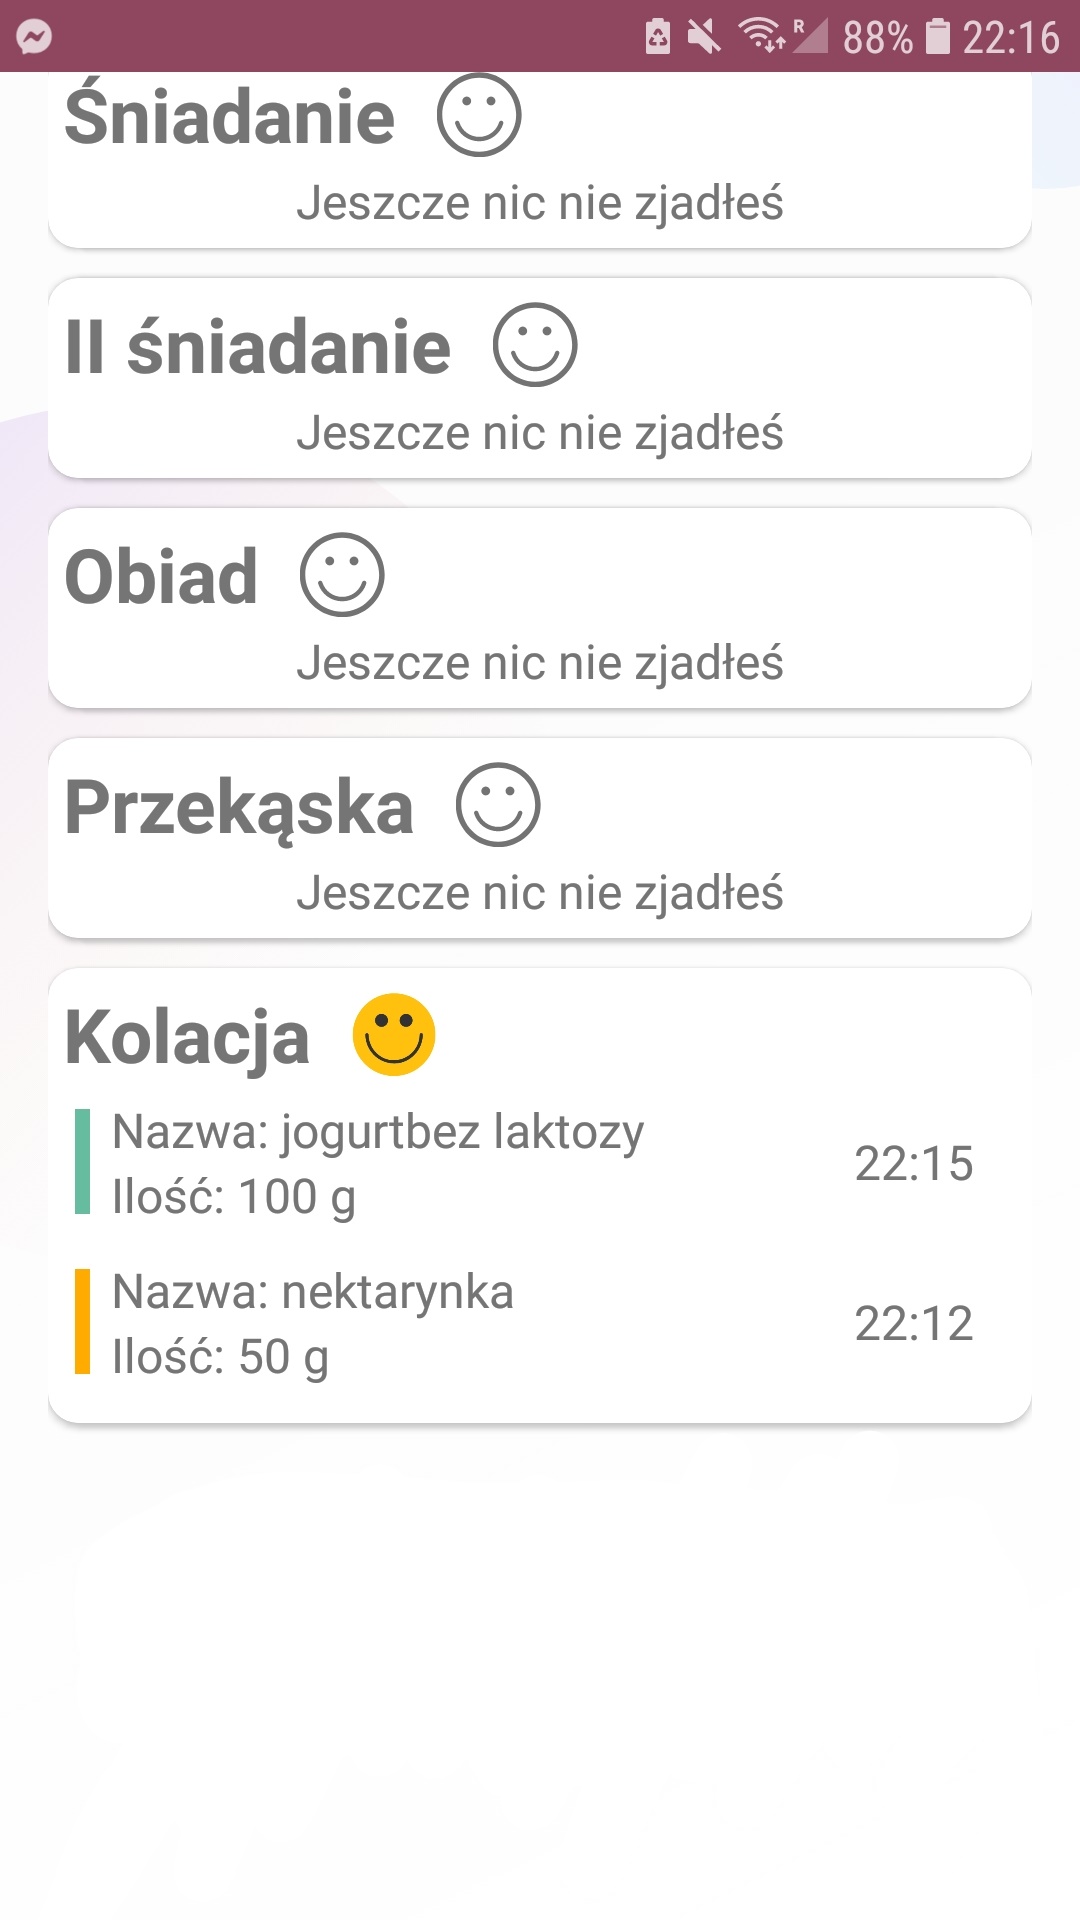 R 88% 22:16
Śniadanie
Jeszcze nic nie zjadłeś
II śniadanie
Jeszcze nic nie zjadłeś
Obiad
Jeszcze nic nie zjadłeś
Przekąska
Jeszcze nic nie zjadłeś
Kolacja
Nazwa: jogurtbez laktozy
22:15
Ilość: 100 g
Nazwa: nektarynka
22:12
Ilość: 50 g